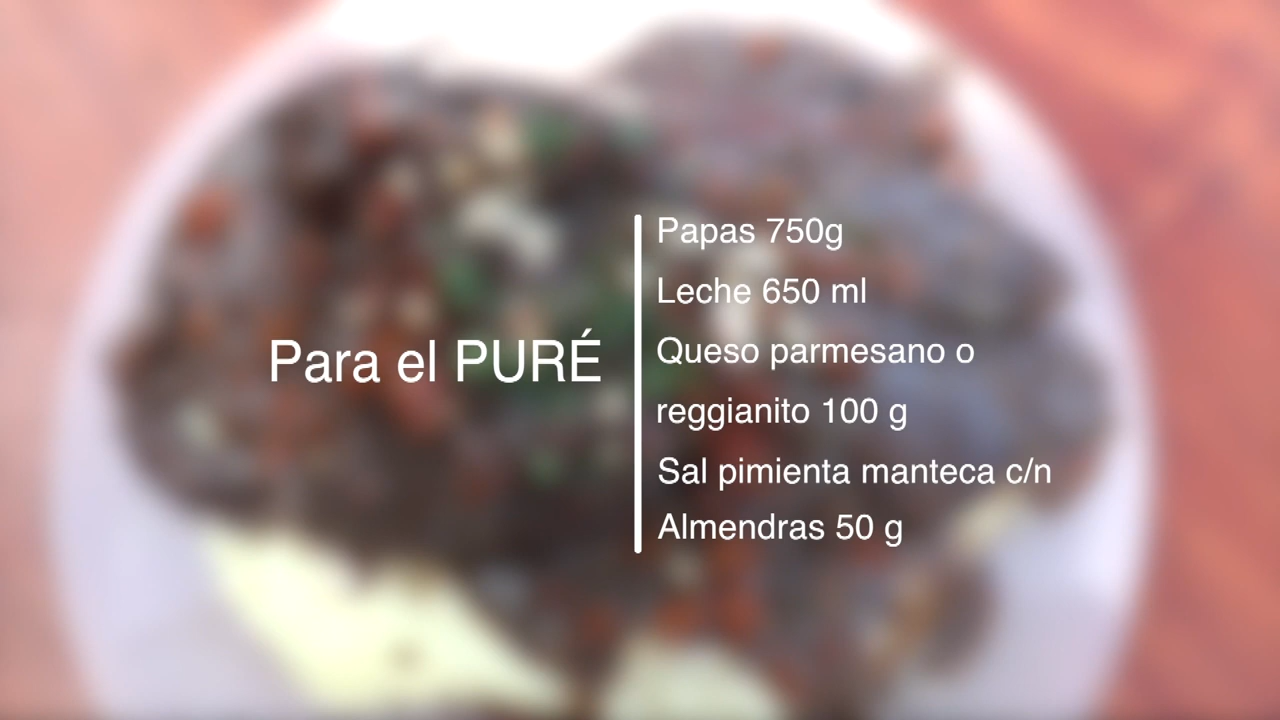 Para el PURÉ
Papas 750g
Leche 650 ml
Queso parmesano o
reggianito 100 g
Sal pimienta manteca c/n
Almendras 50 g